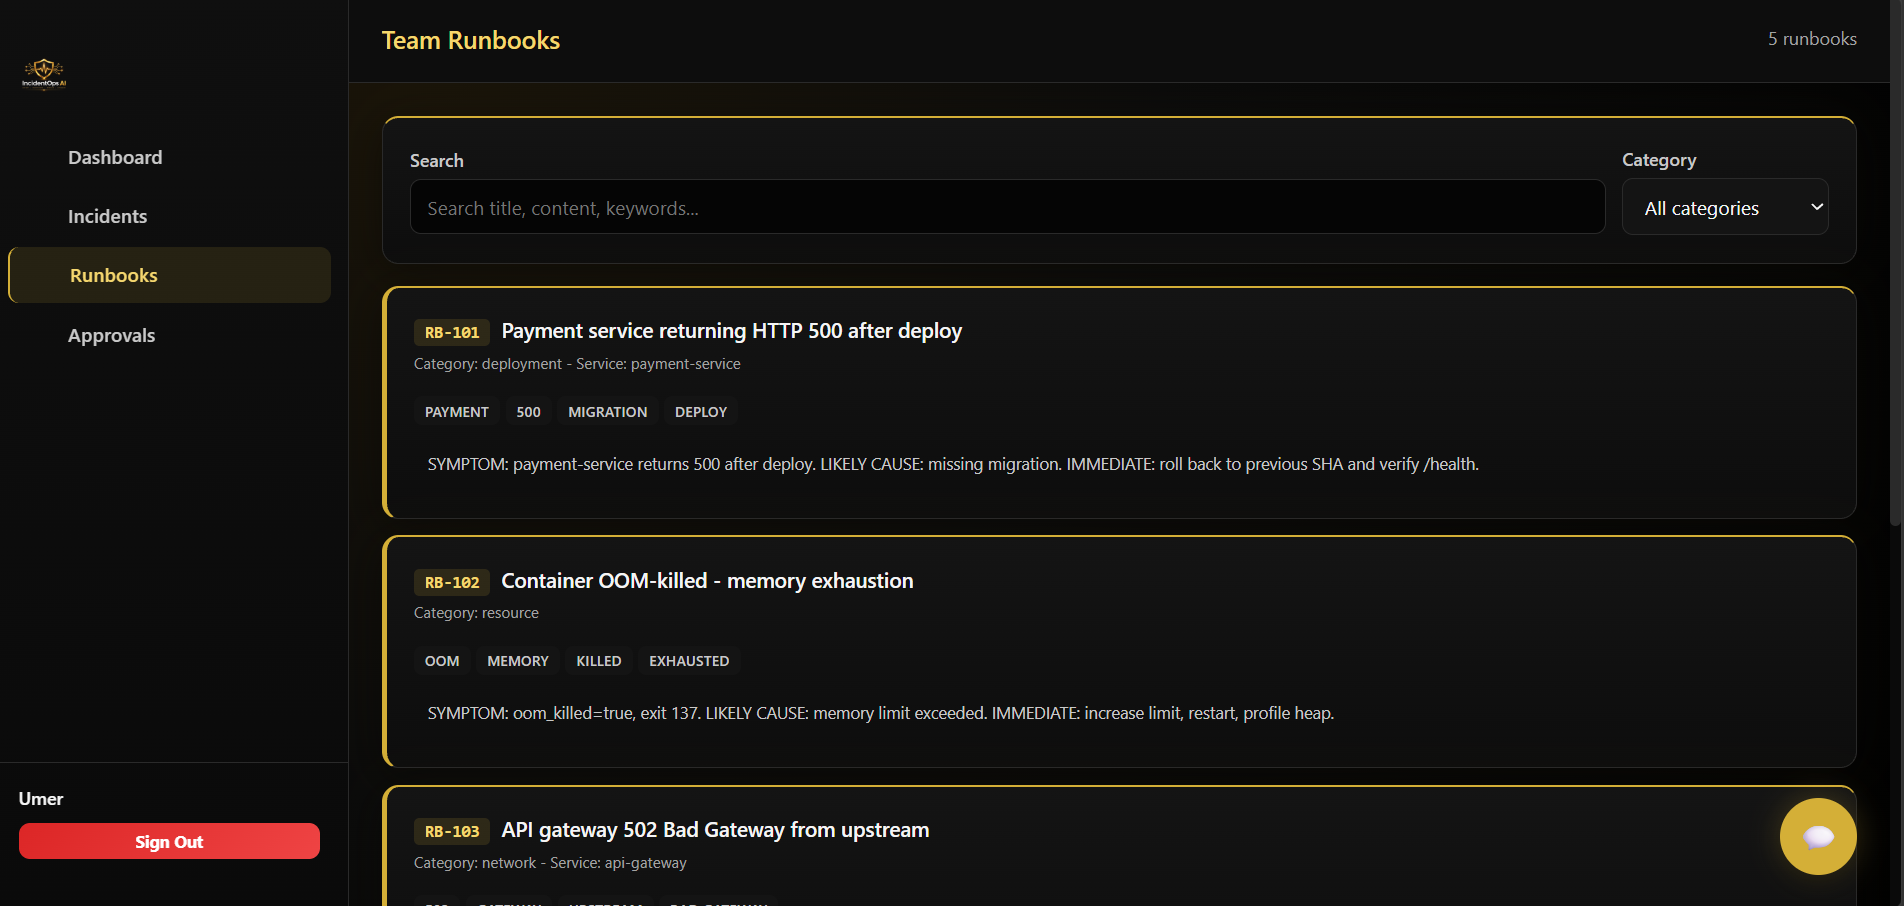 Team Runbooks
5 runbooks
IncidentOps AI
Dashboard
Incidents
Runbooks
Approvals
Search
Search title, content, keywords...
Category
All categories
RB-101 Payment service returning HTTP 500 after deploy
Category: deployment - Service: payment-service
PAYMENT 500 MIGRATION DEPLOY
SYMPTOM: payment-service returns 500 after deploy. LIKELY CAUSE: missing migration. IMMEDIATE: roll back to previous SHA and verify /health.
RB-102 Container OOM-killed - memory exhaustion
Category: resource
OOM MEMORY KILLED EXHAUSTED
SYMPTOM: oom_killed=true, exit 137. LIKELY CAUSE: memory limit exceeded. IMMEDIATE: increase limit, restart, profile heap.
RB-103 API gateway 502 Bad Gateway from upstream
Category: network - Service: api-gateway
Umer
Sign Out